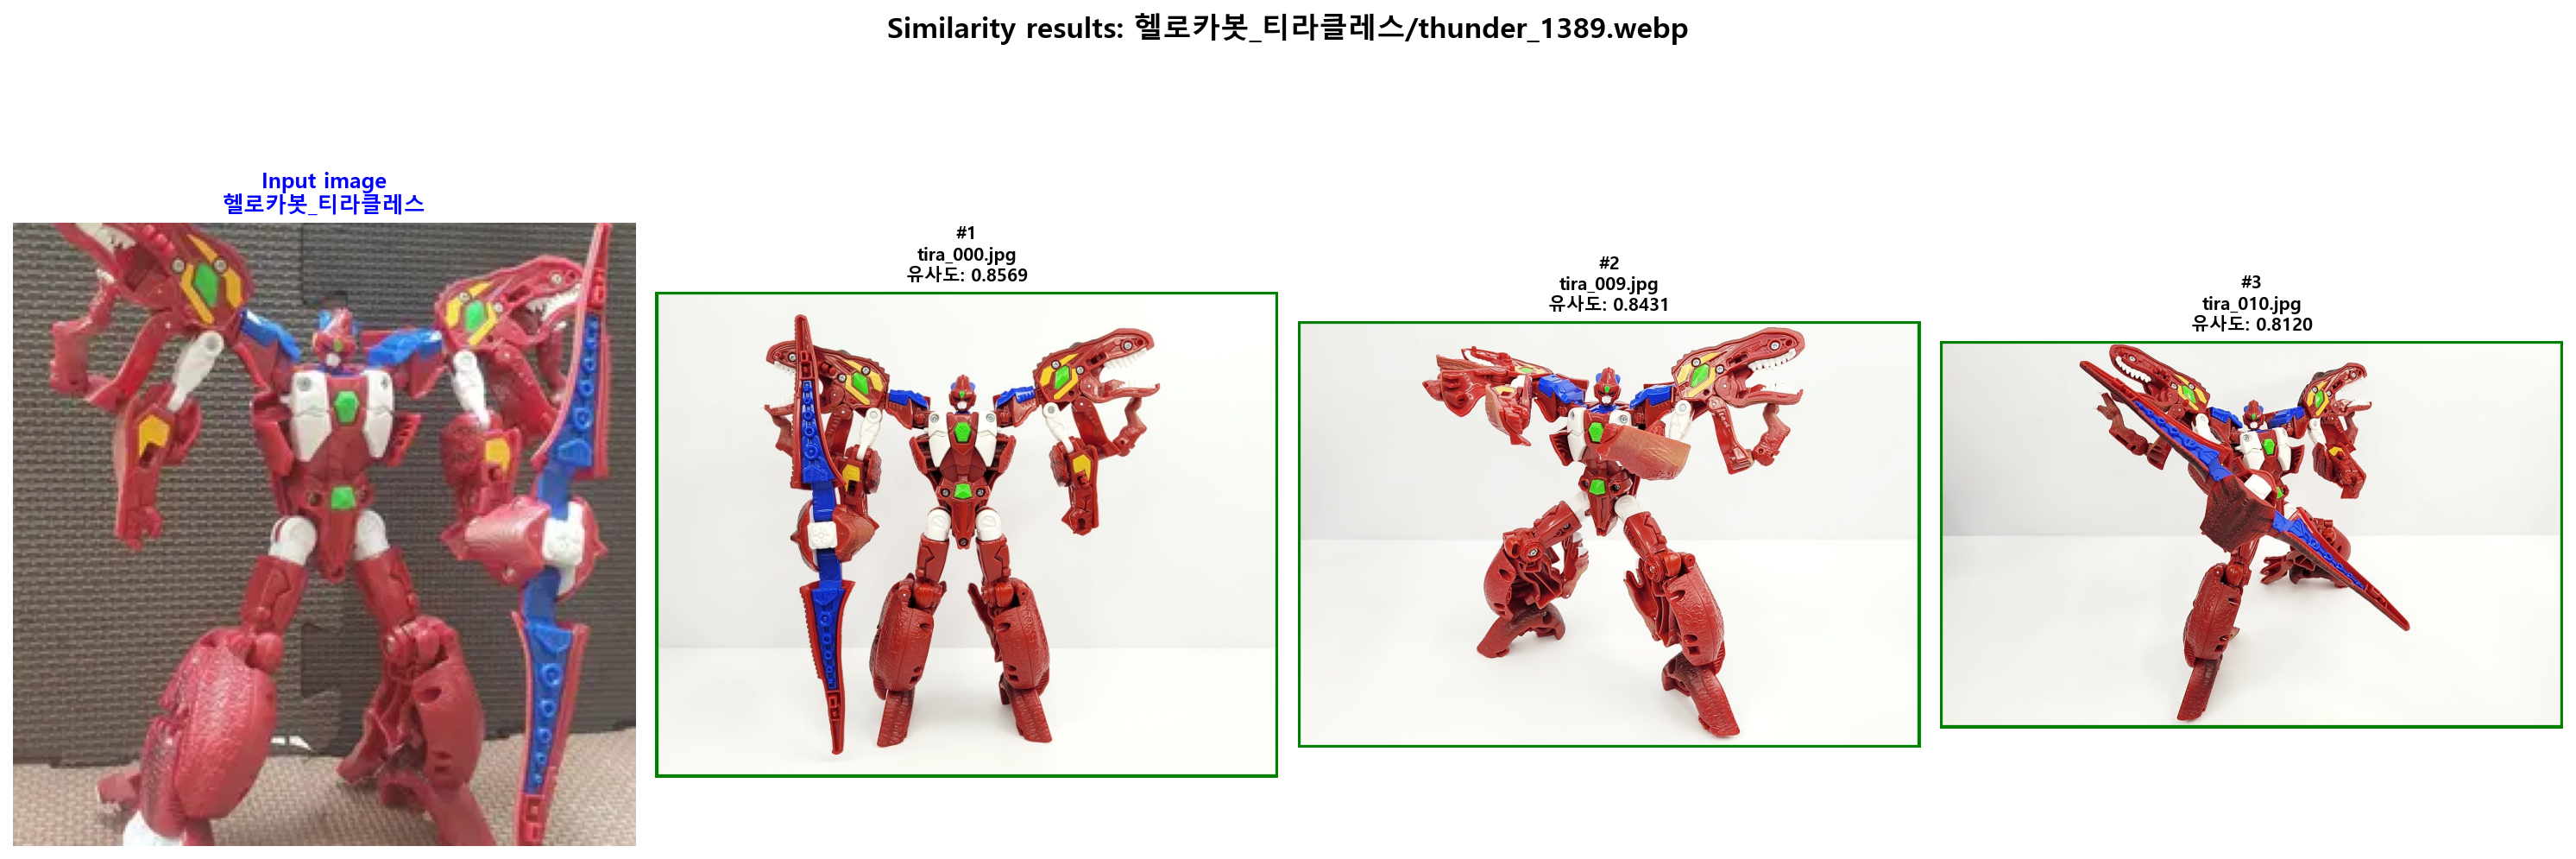 Similarity results: 헬로카봇_티라클레스/thunder_1389.webp
Input image
헬로카봇_티라클레스
#1
tira_000.jpg
유사도: 0.8569
#2
tira_009.jpg
유사도: 0.8431
#3
tira_010.jpg
유사도: 0.8120